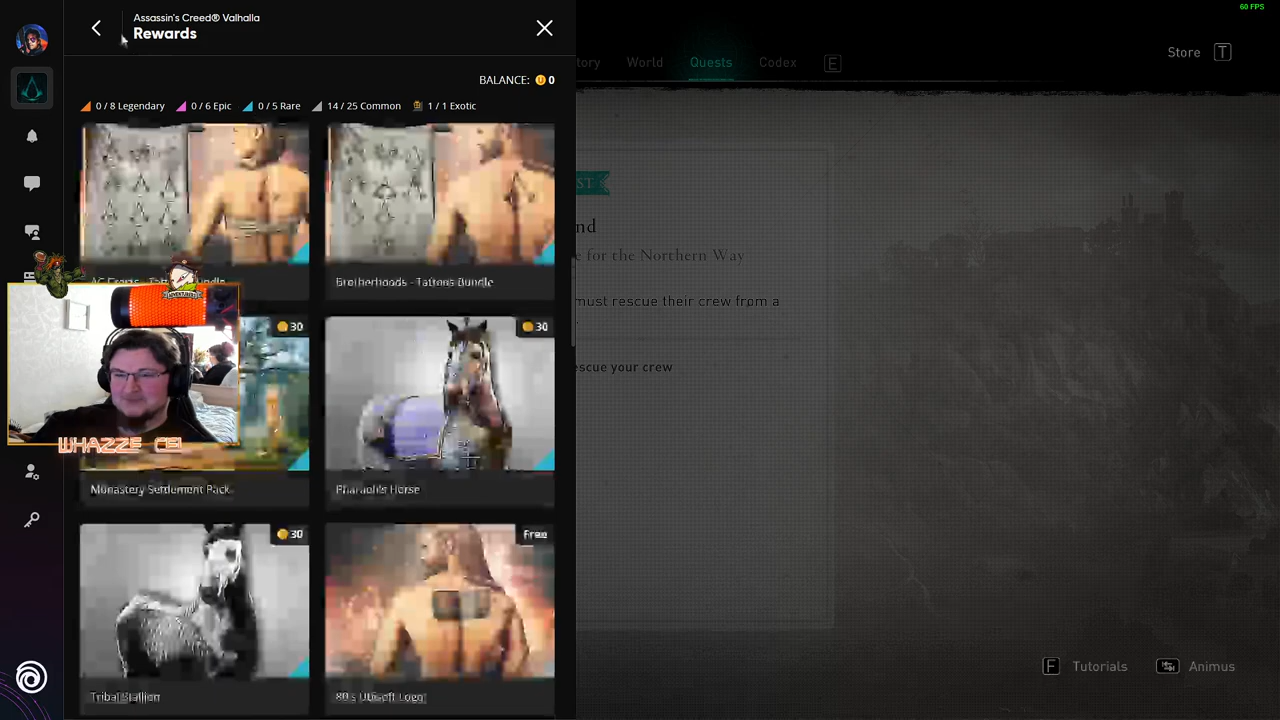 60 FPS
Assassin's Creed® Valhalla
Rewards
BALANCE: 0
0 / 8 Legendary 0 / 6 Epic 0 / 5 Rare 14 / 25 Common 1 / 1 Exotic
Brotherhoods - Tattoos Bundle
30
30
Monastery Settlement Pack
Pharaoh's Horse
30
Free
Tribal Stallion
80's Ubisoft Logo
WHAZZE
tory World Quests Codex E
Store T
ST
nd
e for the Northern Way
must rescue their crew from a
escue your crew
F Tutorials Animus